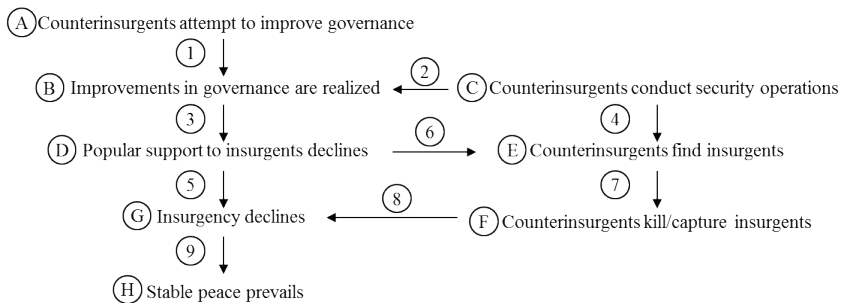 A Counterinsurgents attempt to improve governance
1
2
B Improvements in governance are realized
C Counterinsurgents conduct security operations
3
4
D Popular support to insurgents declines
6
E Counterinsurgents find insurgents
5
7
8
G Insurgency declines
F Counterinsurgents kill/capture insurgents
9
H Stable peace prevails